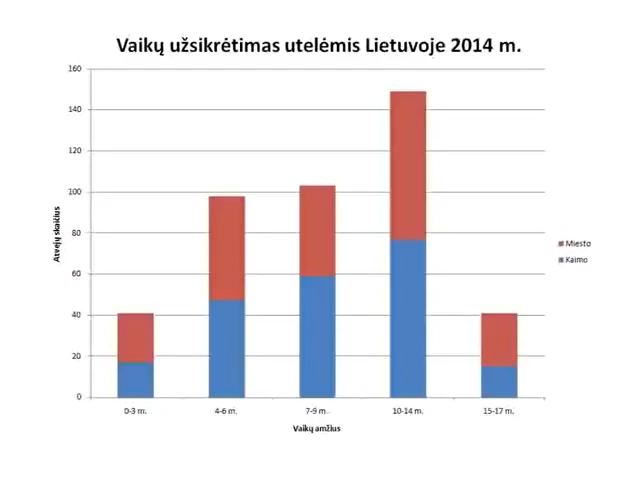 Vaikų užsikrėtimas utelėmis Lietuvoje 2014 m.
160
140
120
100
80
60
40
20
0
Atvejų skaičius
0-3 m.
4-6 m.
7-9 m.
10-14 m.
15-17 m.
Vaikų amžius
Miesto
Kaimo